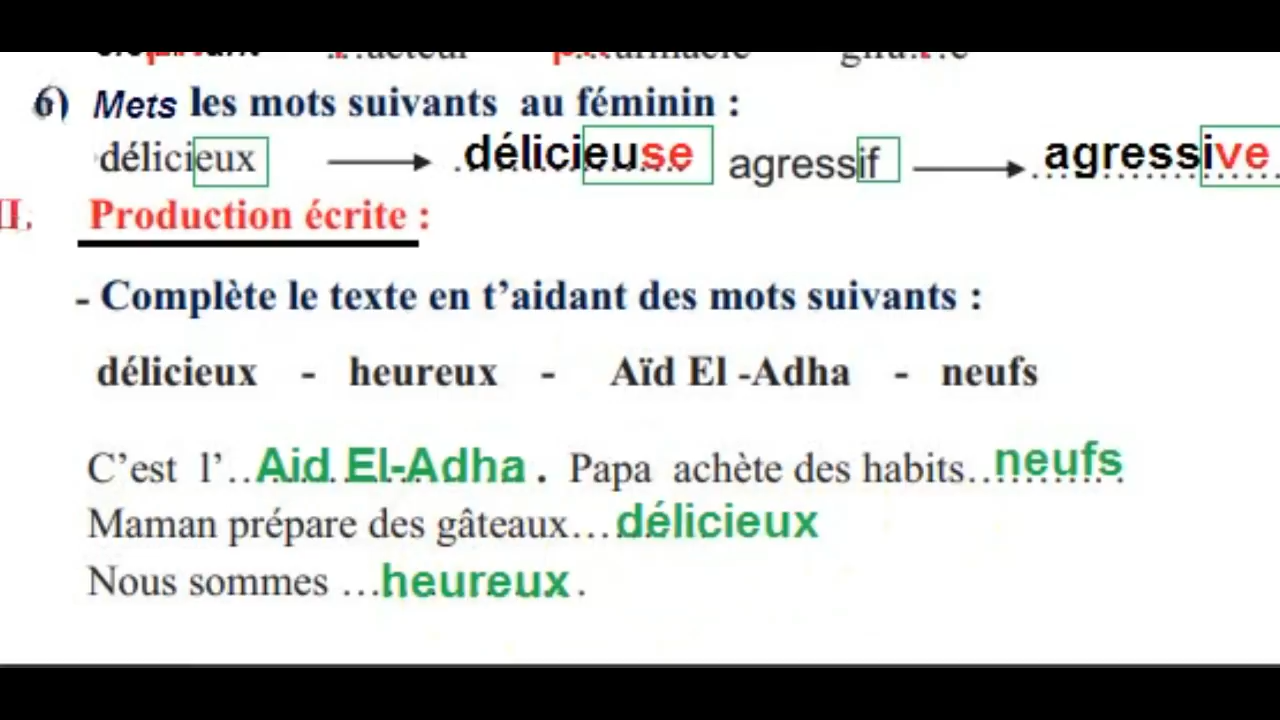 6) Mets les mots suivants au féminin :
délicieux → délicieuse agressif → agressive
II. Production écrite :
- Complète le texte en t’aidant des mots suivants :
délicieux - heureux - Aïd El -Adha - neufs
C’est l’..Aid El-Adha . Papa achète des habits..neufs.
Maman prépare des gâteaux...délicieux
Nous sommes ...heureux.